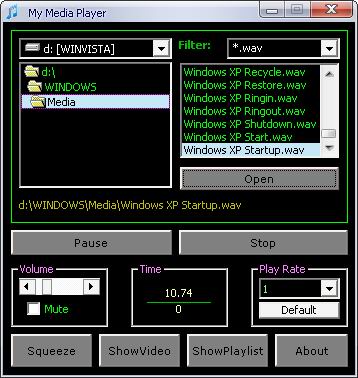 My Media Player
d: [WINVISTA]
Filter:
*.wav
d:\
WINDOWS
Media
Windows XP Recycle.wav
Windows XP Restore.wav
Windows XP Ringin.wav
Windows XP Ringout.wav
Windows XP Shutdown.wav
Windows XP Start.wav
Windows XP Startup.wav
Open
d:\WINDOWS\Media\Windows XP Startup.wav
Pause
Stop
Volume
Mute
Time
10.74
0
Play Rate
1
Default
Squeeze
ShowVideo
ShowPlaylist
About